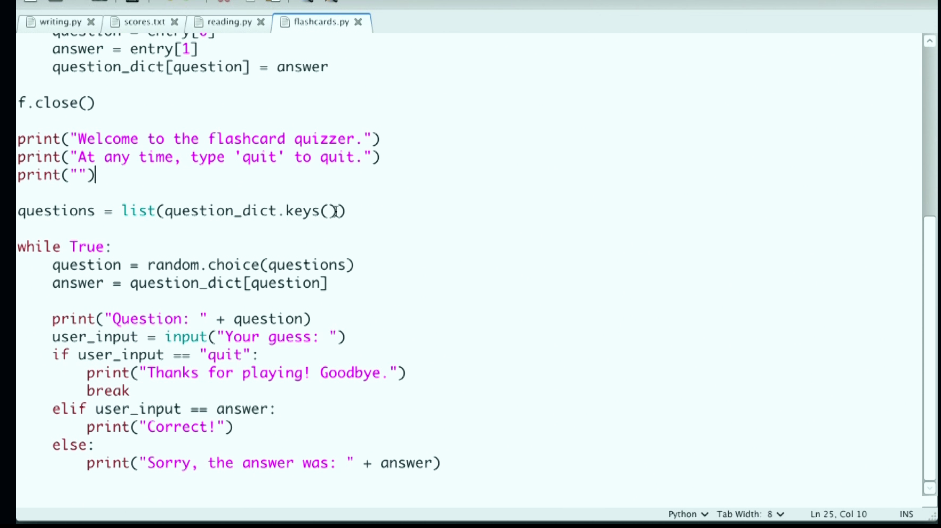 writing.py scores.txt reading.py flashcards.py
question = entry[0]
answer = entry[1]
question_dict[question] = answer
f.close()
print("Welcome to the flashcard quizzer.")
print("At any time, type 'quit' to quit.")
print("")
questions = list(question_dict.keys())
while True:
question = random.choice(questions)
answer = question_dict[question]
print("Question: " + question)
user_input = input("Your guess: ")
if user_input == "quit":
print("Thanks for playing! Goodbye.")
break
elif user_input == answer:
print("Correct!")
else:
print("Sorry, the answer was: " + answer)
Python Tab Width: 8 Ln 25, Col 10 INS